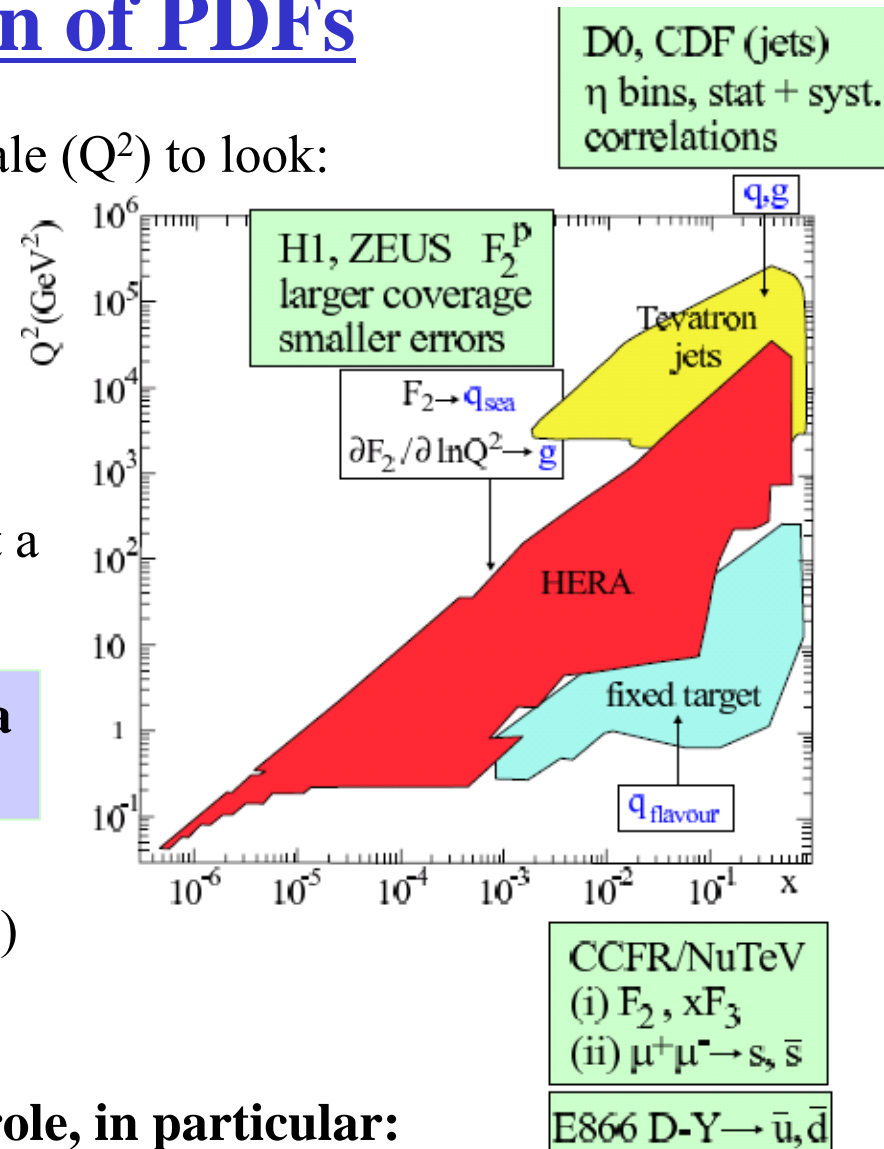 n of PDFs
D0, CDF (jets)
η bins, stat + syst.
correlations
ale (Q²) to look:
q,g
Q²(GeV²)
10⁶
10⁵
10⁴
10³
10²
10
1
10⁻¹
H1, ZEUS F₂ᵖ
larger coverage
smaller errors
F₂→qsea
∂F₂/∂lnQ²→ g
Tevatron
jets
HERA
fixed target
q flavour
t a
a
10⁻⁶ 10⁻⁵ 10⁻⁴ 10⁻³ 10⁻² 10⁻¹ x
)
CCFR/NuTeV
(i) F₂, xF₃
(ii) μ⁺μ⁻→ s, s̄
role, in particular:
E866 D-Y→ ū,d̄